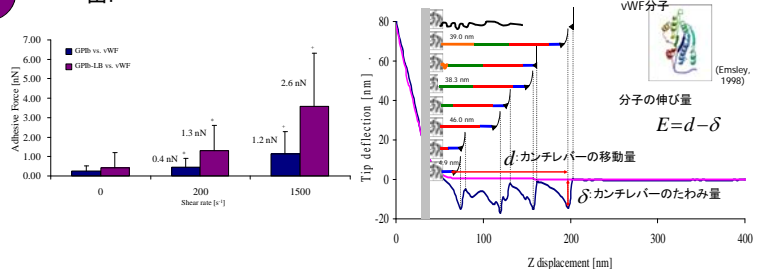 7.00
6.00
5.00
4.00
3.00
2.00
1.00
0.00
Adhesive Force [nN]
GPIb vs. vWF
GPIb-LB vs. vWF
0.4 nN
*
1.3 nN
*
1.2 nN
+
2.6 nN
+
0
200
1500
Shear rate [s-1]
80
60
40
20
0
-20
Tip deflection [nm]
39.0 nm
38.3 nm
46.0 nm
d:カンチレバーの移動量
δ:カンチレバーのたわみ量
0
100
200
300
400
Z displacement [nm]
vWF分子
(Emsley,
1998)
分子の伸び量
E=d−δ